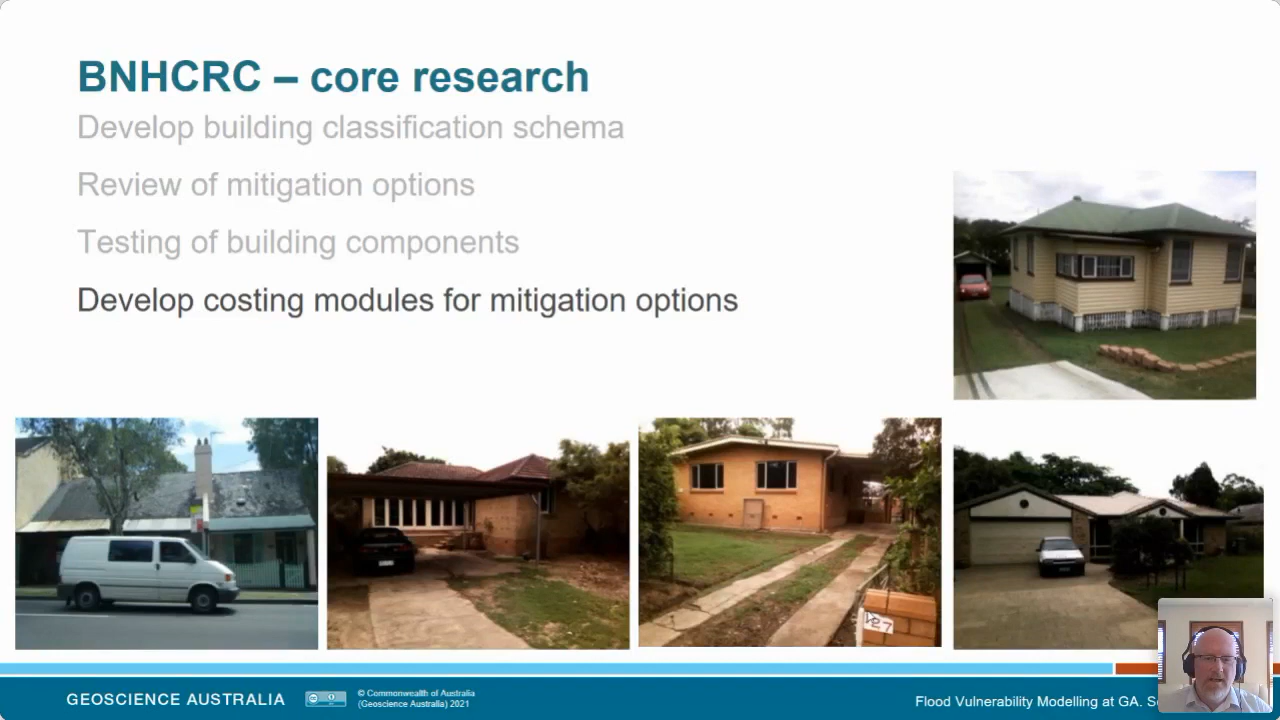 BNHCRC – core research
Develop building classification schema
Review of mitigation options
Testing of building components
Develop costing modules for mitigation options
127
GEOSCIENCE AUSTRALIA
© Commonwealth of Australia
(Geoscience Australia) 2021
Flood Vulnerability Modelling at GA.